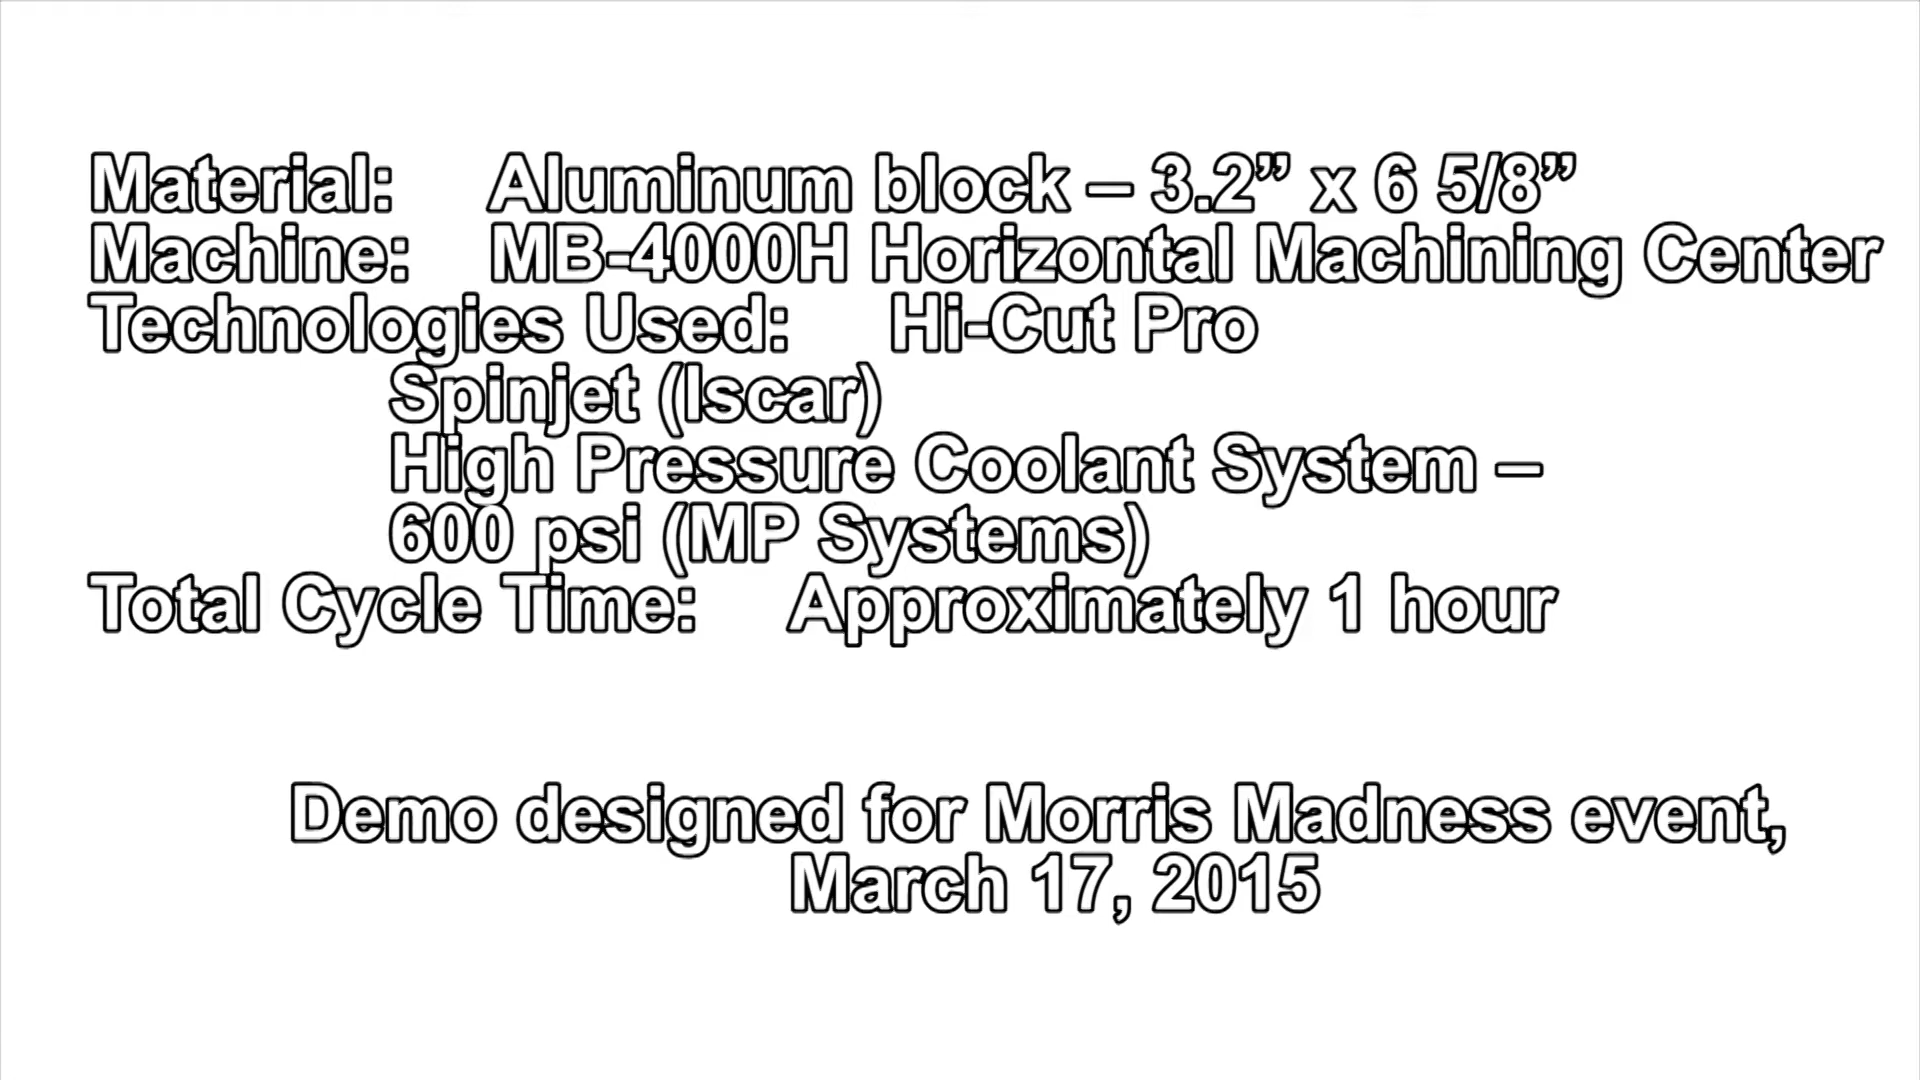 Material: Aluminum block – 3.2” x 6 5/8”
Machine: MB-4000H Horizontal Machining Center
Technologies Used: Hi-Cut Pro
Spinjet (Iscar)
High Pressure Coolant System –
600 psi (MP Systems)
Total Cycle Time: Approximately 1 hour
Demo designed for Morris Madness event,
March 17, 2015